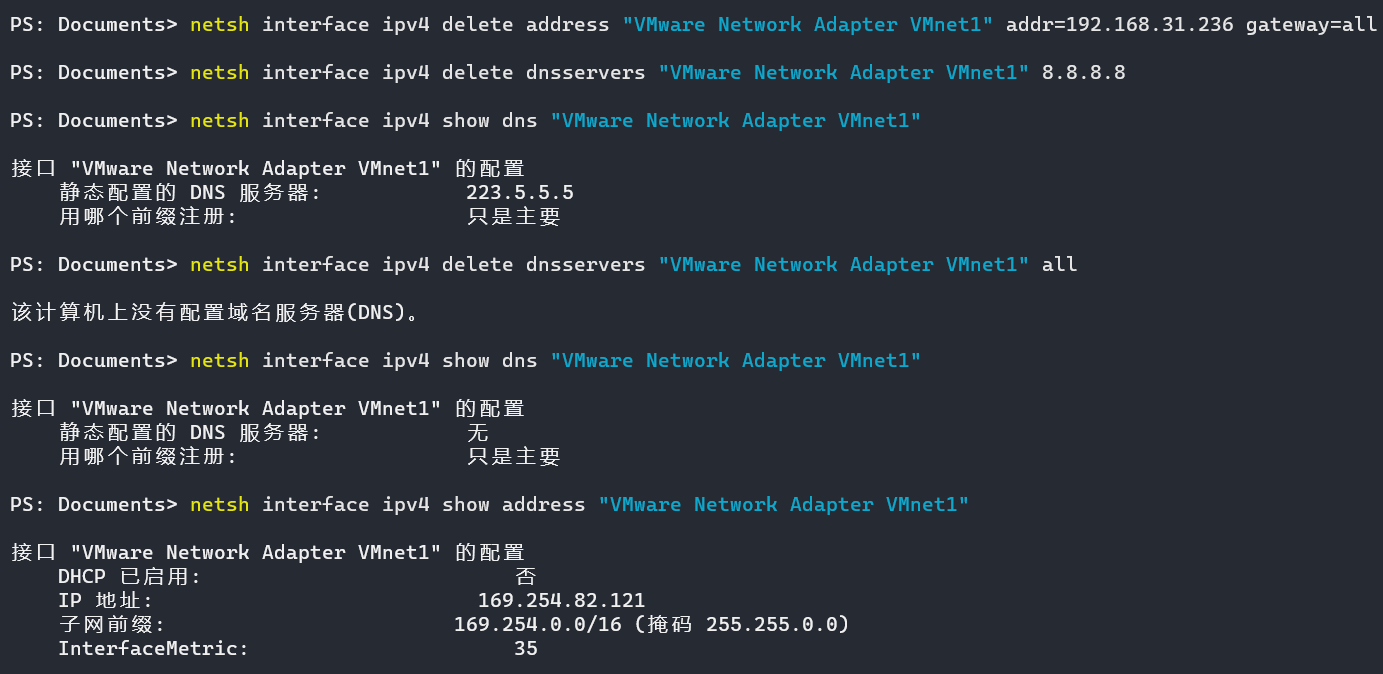 PS: Documents> netsh interface ipv4 delete address "VMware Network Adapter VMnet1" addr=192.168.31.236 gateway=all
PS: Documents> netsh interface ipv4 delete dnsservers "VMware Network Adapter VMnet1" 8.8.8.8
PS: Documents> netsh interface ipv4 show dns "VMware Network Adapter VMnet1"
接口 "VMware Network Adapter VMnet1" 的配置
静态配置的 DNS 服务器: 223.5.5.5
用哪个前缀注册: 只是主要
PS: Documents> netsh interface ipv4 delete dnsservers "VMware Network Adapter VMnet1" all
该计算机上没有配置域名服务器(DNS)。
PS: Documents> netsh interface ipv4 show dns "VMware Network Adapter VMnet1"
接口 "VMware Network Adapter VMnet1" 的配置
静态配置的 DNS 服务器: 无
用哪个前缀注册: 只是主要
PS: Documents> netsh interface ipv4 show address "VMware Network Adapter VMnet1"
接口 "VMware Network Adapter VMnet1" 的配置
DHCP 已启用: 否
IP 地址: 169.254.82.121
子网前缀: 169.254.0.0/16 (掩码 255.255.0.0)
InterfaceMetric: 35